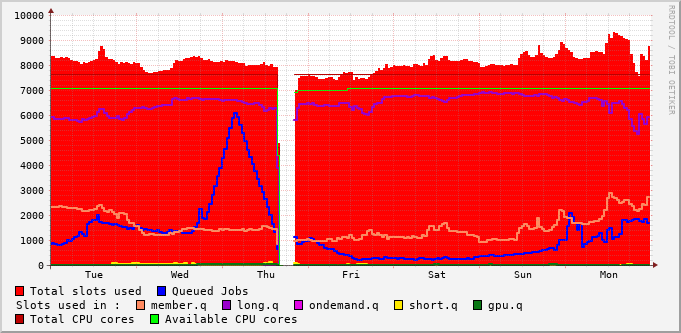 10000
9000
8000
7000
6000
5000
4000
3000
2000
1000
0
Tue Wed Thu Fri Sat Sun Mon
RRDTOOL / TOBI OETIKER
Total slots used Queued Jobs
Slots used in : member.q long.q ondemand.q short.q gpu.q
Total CPU cores Available CPU cores